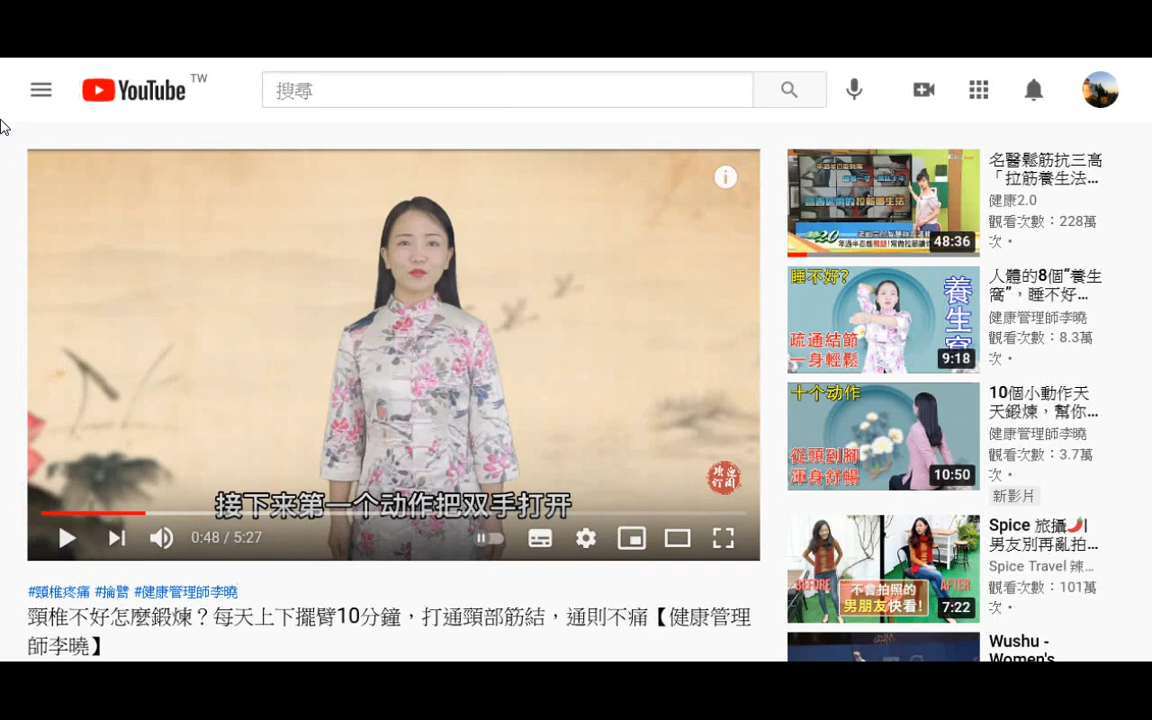 YouTube TW
搜尋
接下来第一个动作把双手打开
欢迎
订阅
0:48 / 5:27
#頸椎疼痛 #掄臂 #健康管理師李曉
頸椎不好怎麼鍛煉？每天上下擺臂10分鐘，打通頸部筋結，通則不痛【健康管理
師李曉】
48:36
名醫鬆筋抗三高
「拉筋養生法...
健康2.0
觀看次數：228萬
次・
睡不好?
養生窩
疏通結節
一身輕鬆
9:18
人體的8個“養生
窩”，睡不好...
健康管理師李曉
觀看次數：8.3萬
次・
十个动作
從頭到腳
渾身舒暢
10:50
10個小動作天
天鍛煉，幫你...
健康管理師李曉
觀看次數：3.7萬
次・
新影片
BEFORE
AFTER
不會拍照的
男朋友快看!
7:22
Spice 旅攝🌶️|
男友別再亂拍...
Spice Travel 辣...
觀看次數：101萬
次・
Wushu -
Women's